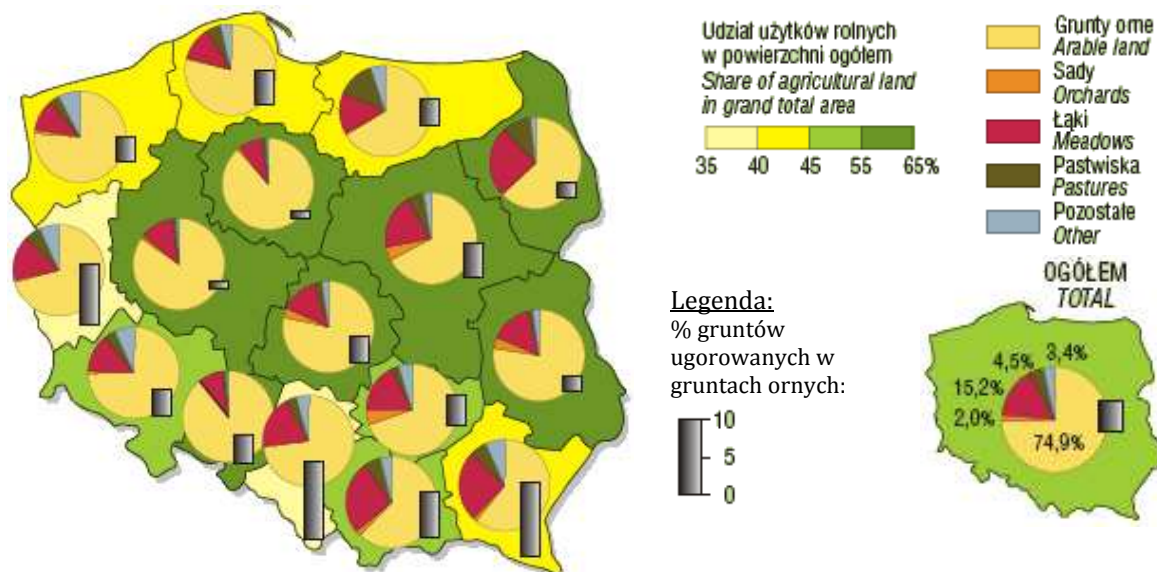 Udział użytków rolnych
w powierzchni ogółem
Share of agricultural land
in grand total area
35 40 45 55 65%
Grunty orne
Arable land
Sady
Orchards
Łąki
Meadows
Pastwiska
Pastures
Pozostałe
Other
OGÓŁEM
TOTAL
Legenda:
% gruntów
ugorowanych w
gruntach ornych:
10
5
0
4,5% 3,4%
15,2%
2,0%
74,9%